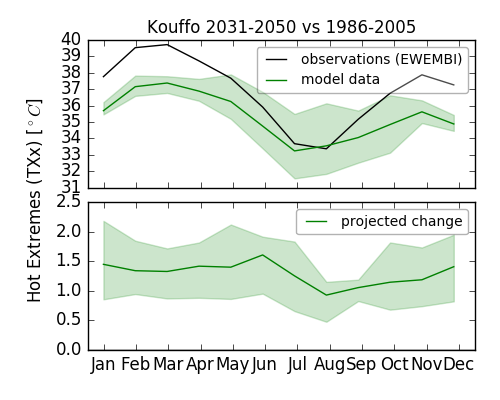 Kouffo 2031-2050 vs 1986-2005
Hot Extremes (TXx) [°C]
40
39
38
37
36
35
34
33
32
31
observations (EWEMBI)
model data
2.5
2.0
1.5
1.0
0.5
0.0
projected change
Jan Feb Mar Apr May Jun Jul Aug Sep Oct Nov Dec